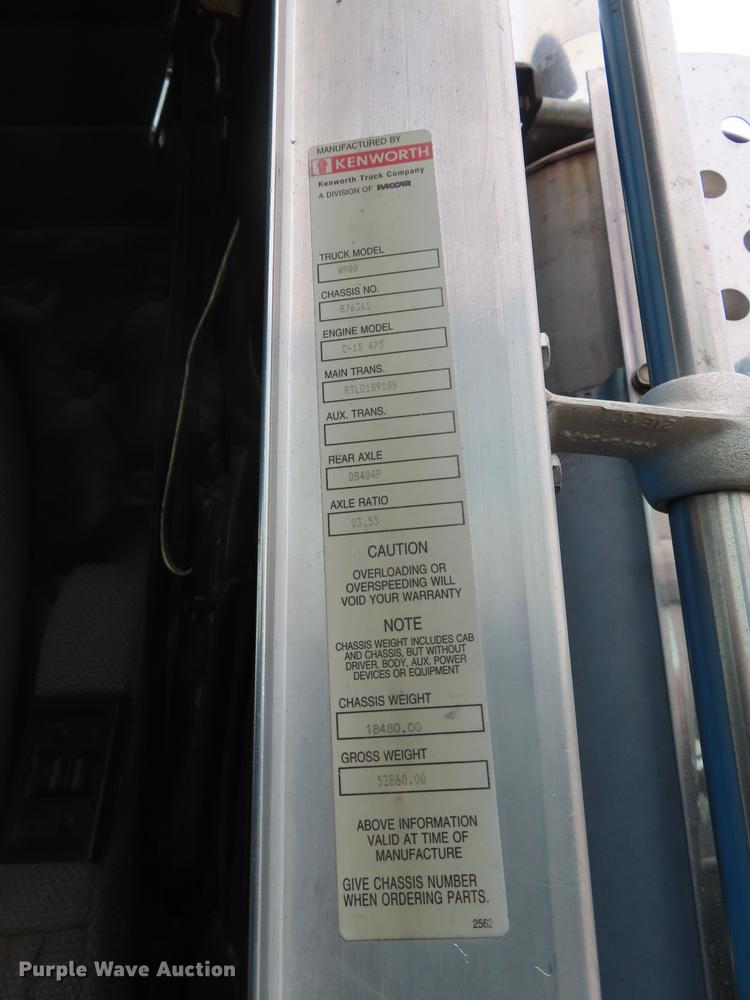 MANUFACTURED BY
KENWORTH
Kenworth Truck Company
A DIVISION OF PACCAR
TRUCK MODEL
W900
CHASSIS NO.
876361
ENGINE MODEL
C-15 475
MAIN TRANS.
RTLO18918B
AUX. TRANS.
REAR AXLE
DS404P
AXLE RATIO
03.55
CAUTION
OVERLOADING OR
OVERSPEEDING WILL
VOID YOUR WARRANTY
NOTE
CHASSIS WEIGHT INCLUDES CAB
AND CHASSIS, BUT WITHOUT
DRIVER, BODY, AUX. POWER
DEVICES OR EQUIPMENT
CHASSIS WEIGHT
18480.00
GROSS WEIGHT
52860.00
ABOVE INFORMATION
VALID AT TIME OF
MANUFACTURE
GIVE CHASSIS NUMBER
WHEN ORDERING PARTS.
2562
Purple Wave Auction